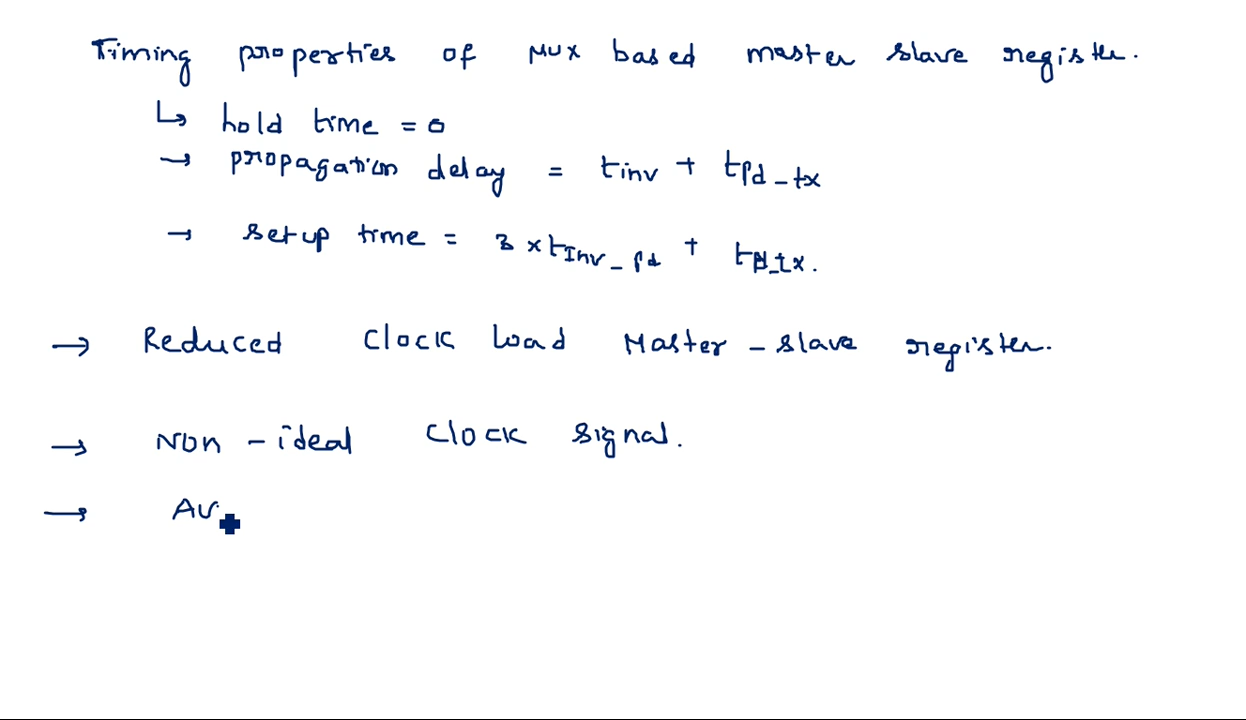 Timing properties of MUX based master slave register.
↳ hold time = 0
→ propagation delay = tinv + tpd_tx
→ setup time = 3 x tInv_pd + tpd_tx.
→ Reduced Clock load Master - slave register.
→ Non - ideal Clock signal.
→ Av